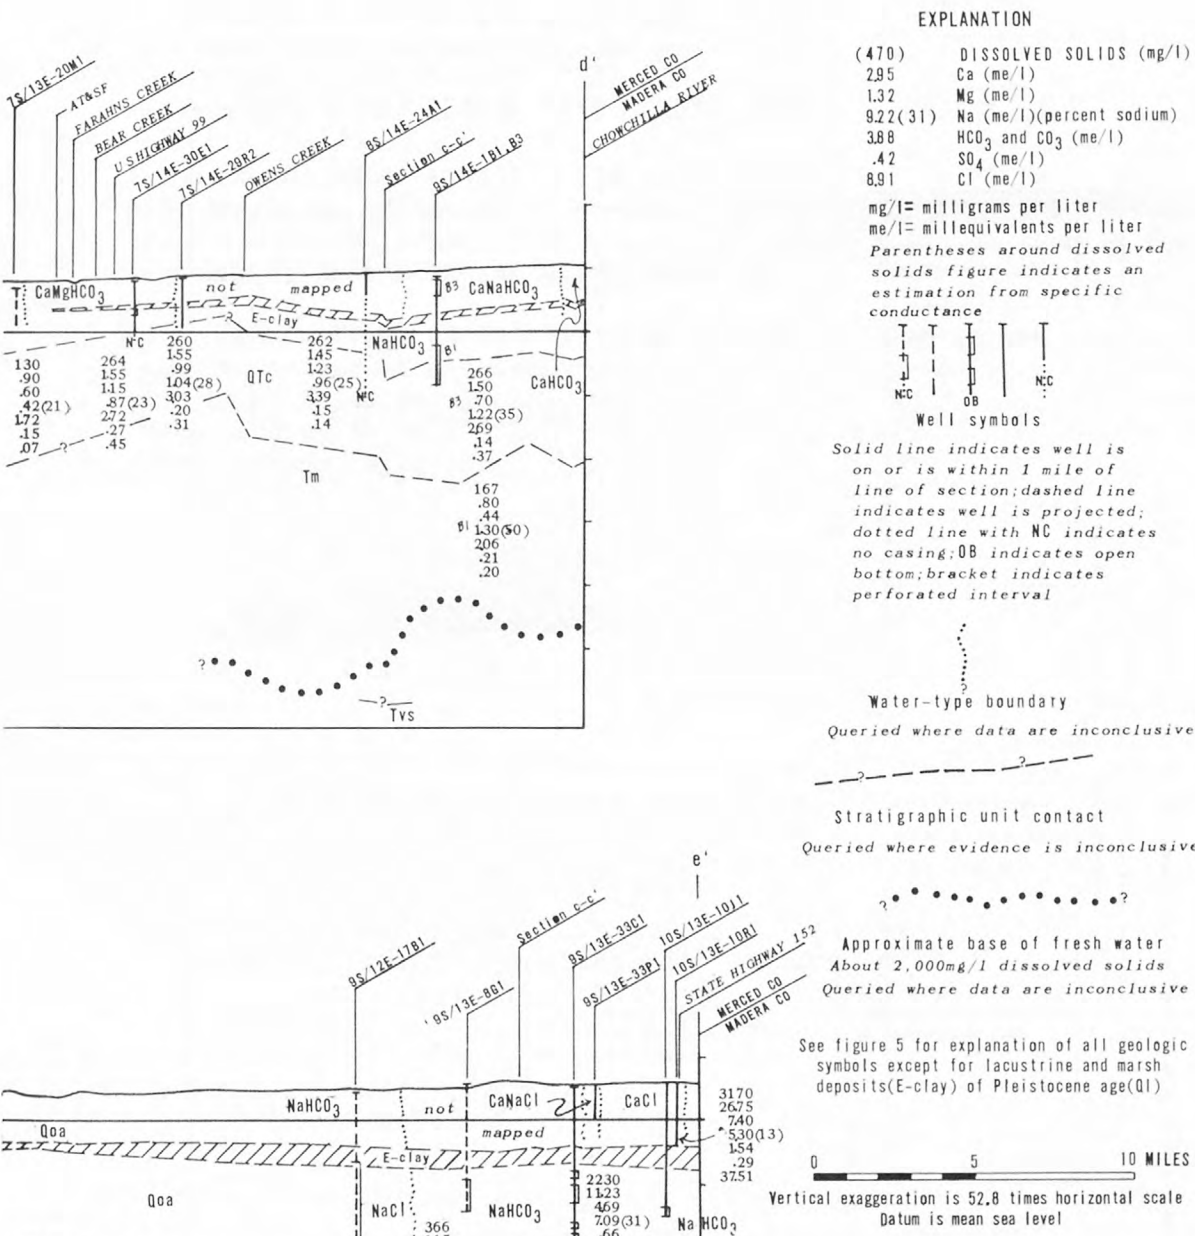 EXPLANATION
(470) DISSOLVED SOLIDS (mg/l)
2.95 Ca (me/l)
1.32 Mg (me/l)
9.22(31) Na (me/l)(percent sodium)
3.88 HCO3 and CO3 (me/l)
.42 SO4 (me/l)
8.91 Cl (me/l)
mg/l= milligrams per liter
me/l= millequivalents per liter
Parentheses around dissolved
solids figure indicates an
estimation from specific
conductance
NC
OB
NC
Well symbols
Solid line indicates well is
on or is within 1 mile of
line of section;dashed line
indicates well is projected;
dotted line with NC indicates
no casing;OB indicates open
bottom;bracket indicates
perforated interval
?
Water-type boundary
Queried where data are inconclusive
? ?
Stratigraphic unit contact
Queried where evidence is inconclusive
? ?
Approximate base of fresh water
About 2,000mg/l dissolved solids
Queried where data are inconclusive
See figure 5 for explanation of all geologic
symbols except for lacustrine and marsh
deposits(E-clay) of Pleistocene age(Ql)
0 5 10 MILES
Vertical exaggeration is 52.8 times horizontal scale
Datum is mean sea level
d'
7S/13E-20M1
AT&SF
FARAHNS CREEK
BEAR CREEK
U S HIGHWAY 99
7S/14E-30E1
7S/14E-29R2
OWENS CREEK
8S/14E-24A1
Section c-c'
9S/14E-1B1,B3
MERCED CO
MADERA CO
CHOWCHILLA RIVER
CaMgHCO3
not mapped
B3
CaNaHCO3
E-clay
?
NC
NaHCO3
B1
CaHCO3
QTc
130
.90
.60
.42(21)
1.72
.15
.07
264
1.55
1.15
.87(23)
2.72
.27
.45
260
1.55
.99
1.04(28)
3.03
.20
.31
262
1.45
1.23
.96(25)
3.39
.15
.14
NC
266
1.50
B3 .70
1.22(35)
2.69
.14
.37
?
Tm
167
.80
.44
B1 1.30(50)
2.06
.21
.20
?
?
Tvs
e'
9S/12E-17B1
9S/13E-8G1
Section c-c'
9S/13E-33C1
9S/13E-33P1
10S/13E-10J1
10S/13E-10R1
STATE HIGHWAY 152
MERCED CO
MADERA CO
NaHCO3
not
mapped
CaNaCl
CaCl
3170
26.75
7.40
5.30(13)
1.54
.29
37.51
Qoa
E-clay
Qoa
NaCl
366
NaHCO3
2230
11.23
4.69
7.09(31)
.66
NaHCO3